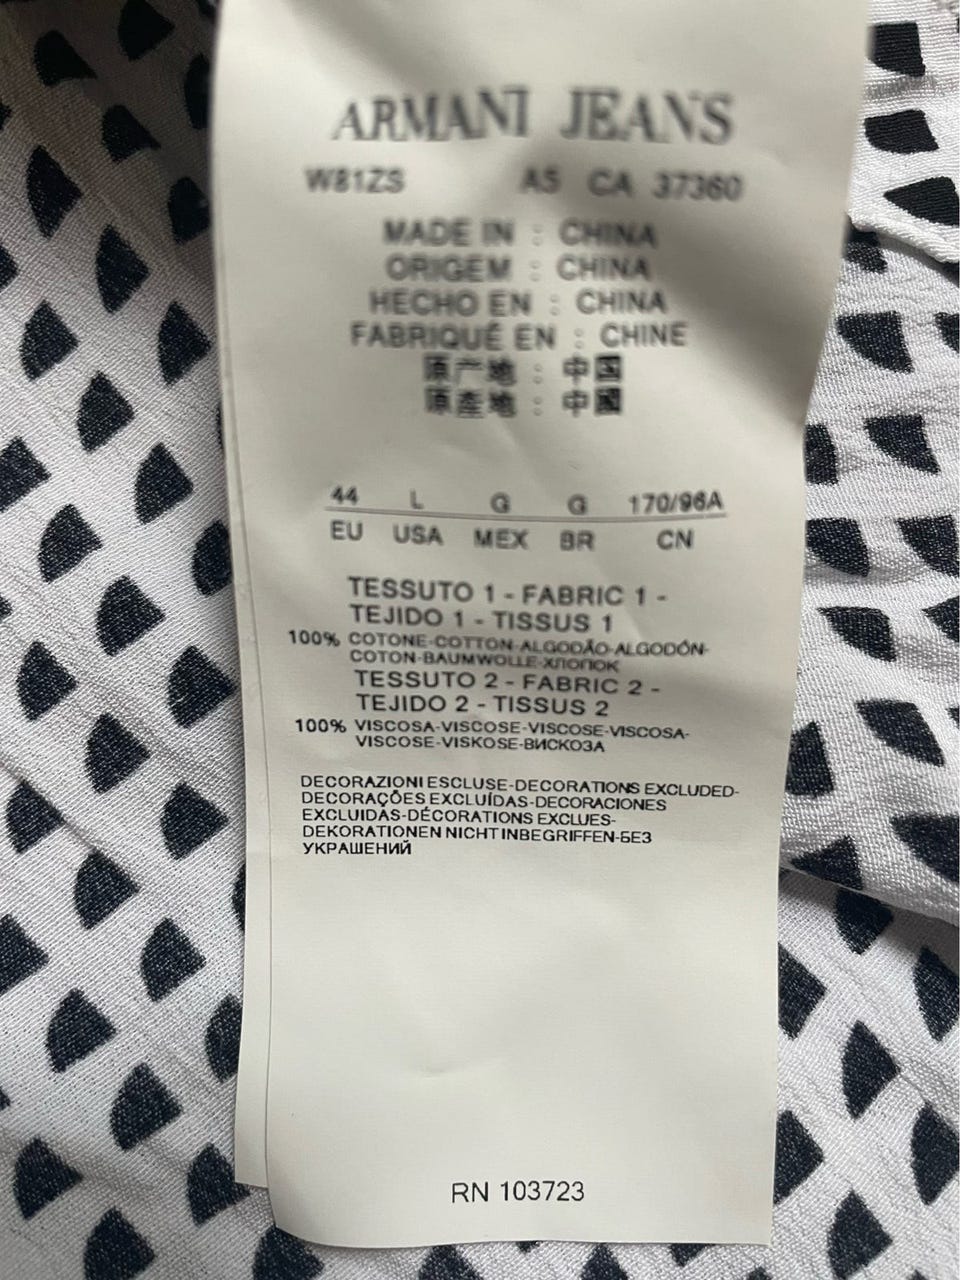 ARMANI JEANS
W81ZS A5 CA 37360
MADE IN : CHINA
ORIGEM : CHINA
HECHO EN : CHINA
FABRIQUÉ EN : CHINE
原产地 : 中国
原產地 : 中國
44 L G G 170/96A
EU USA MEX BR CN
TESSUTO 1 - FABRIC 1 -
TEJIDO 1 - TISSUS 1
100% COTONE-COTTON-ALGODÃO-ALGODÓN-
COTON-BAUMWOLLE-ХЛОПОК
TESSUTO 2 - FABRIC 2 -
TEJIDO 2 - TISSUS 2
100% VISCOSA-VISCOSE-VISCOSE-VISCOSA-
VISCOSE-VISKOSE-ВИСКОЗА
DECORAZIONI ESCLUSE-DECORATIONS EXCLUDED-
DECORAÇÕES EXCLUÍDAS-DECORACIONES
EXCLUIDAS-DÉCORATIONS EXCLUES-
DEKORATIONEN NICHT INBEGRIFFEN-БЕЗ
УКРАШЕНИЙ
RN 103723